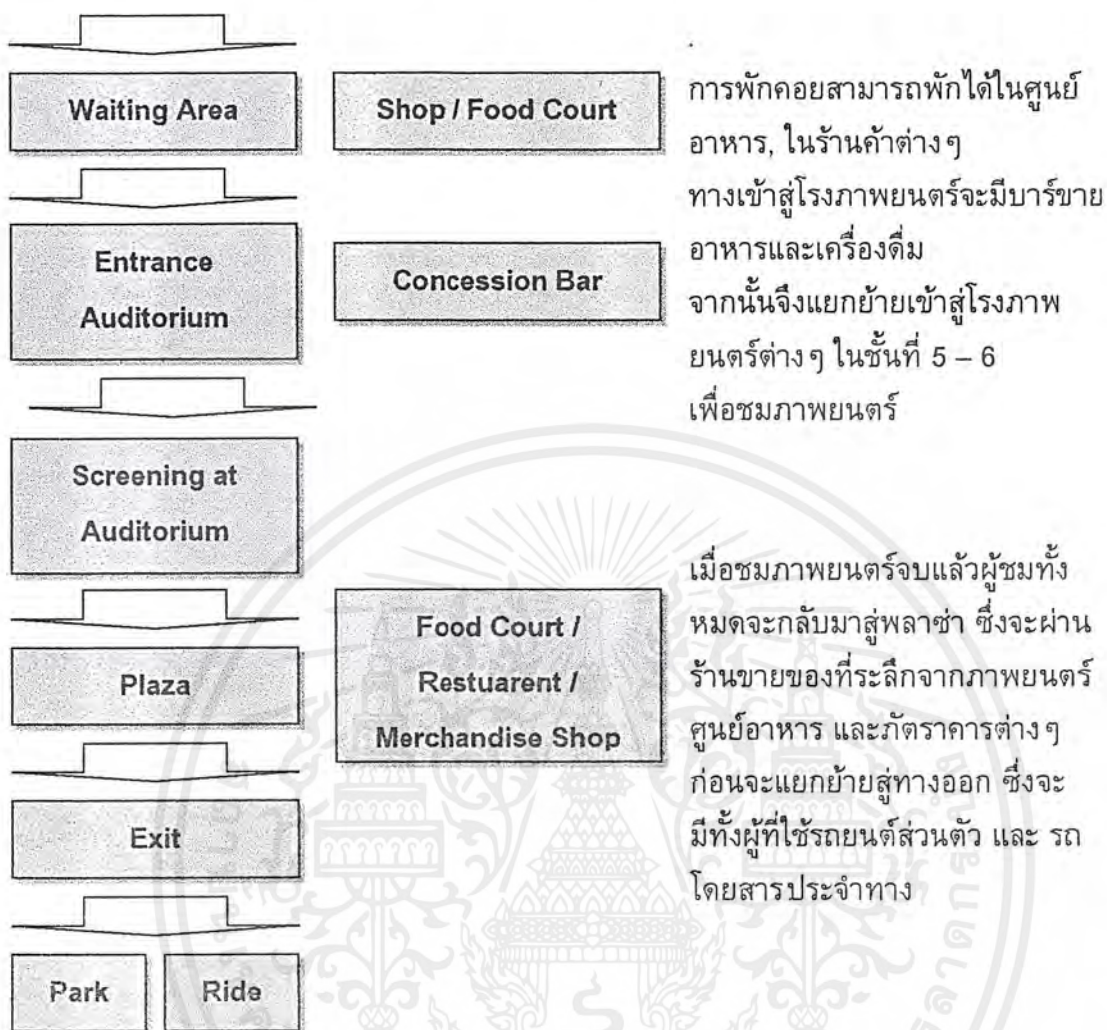 Waiting Area
Shop / Food Court
การพักคอยสามารถพักได้ในศูนย์
อาหาร, ในร้านค้าต่าง ๆ
ทางเข้าสู่โรงภาพยนตร์จะมีบาร์ขาย
อาหารและเครื่องดื่ม
จากนั้นจึงแยกย้ายเข้าสู่โรงภาพ
ยนตร์ต่าง ๆ ในชั้นที่ 5 – 6
เพื่อชมภาพยนตร์
Entrance
Auditorium
Concession Bar
Screening at
Auditorium
Plaza
Food Court /
Restuarent /
Merchandise Shop
เมื่อชมภาพยนตร์จบแล้วผู้ชมทั้ง
หมดจะกลับมาสู่พลาซ่า ซึ่งจะผ่าน
ร้านขายของที่ระลึกจากภาพยนตร์
ศูนย์อาหาร และภัตราคารต่าง ๆ
ก่อนจะแยกย้ายสู่ทางออก ซึ่งจะ
มีทั้งผู้ที่ใช้รถยนต์ส่วนตัว และ รถ
โดยสารประจำทาง
Exit
Park
Ride